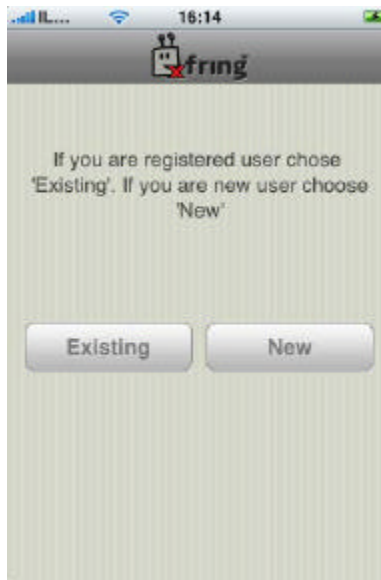 IL... 16:14
fring
If you are registered user chose
'Existing'. If you are new user choose
'New'
Existing New